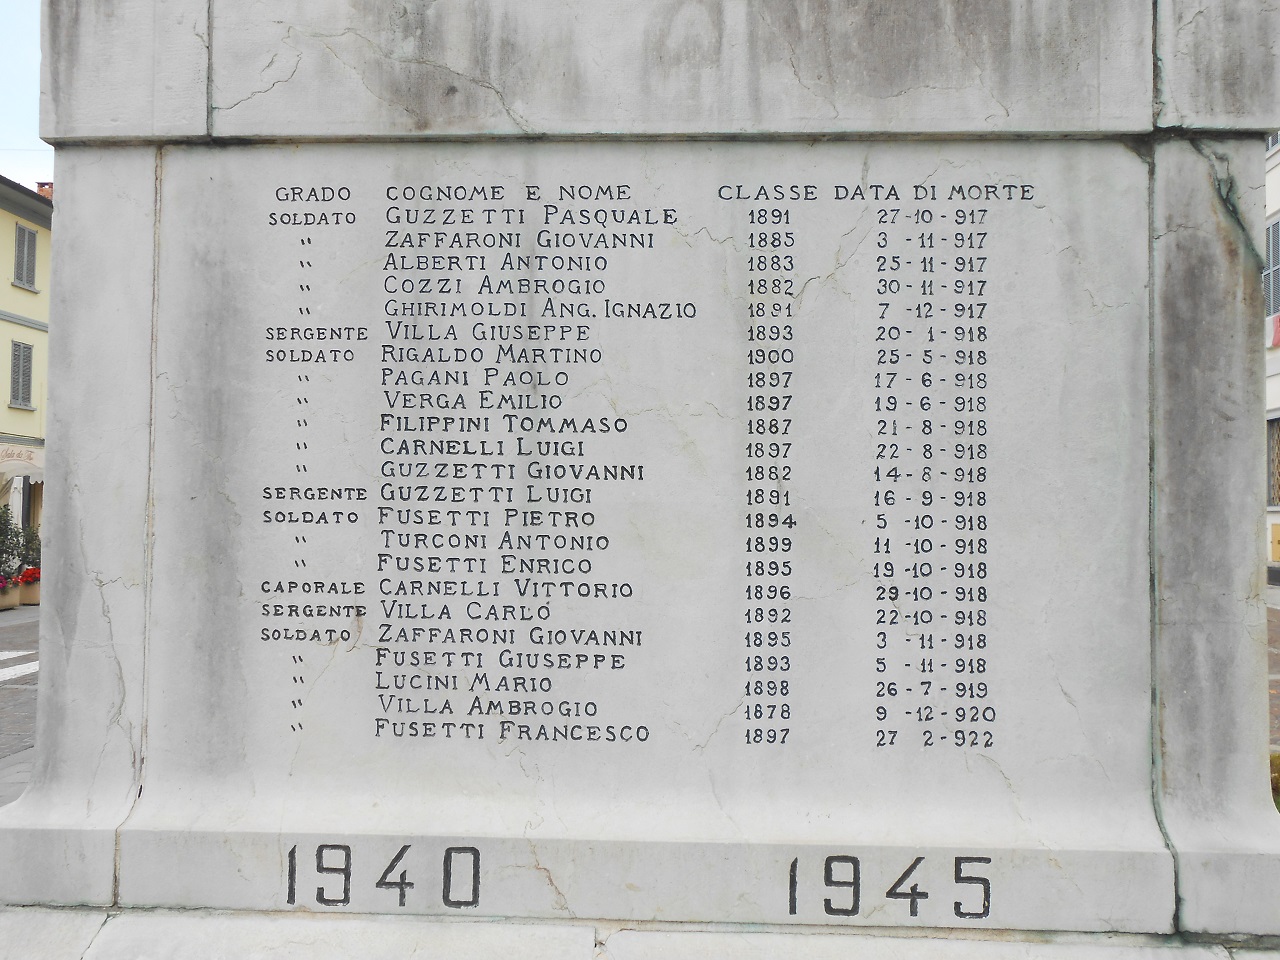 GRADO COGNOME E NOME CLASSE DATA DI MORTE
SOLDATO GUZZETTI PASQUALE 1891 27-10-917
" ZAFFARONI GIOVANNI 1885 3-11-917
" ALBERTI ANTONIO 1883 25-11-917
" COZZI AMBROGIO 1882 30-11-917
" GHIRIMOLDI ANG. IGNAZIO 1891 7-12-917
SERGENTE VILLA GIUSEPPE 1893 20-1-918
SOLDATO RIGALDO MARTINO 1900 25-5-918
" PAGANI PAOLO 1897 17-6-918
" VERGA EMILIO 1897 19-6-918
" FILIPPINI TOMMASO 1887 21-8-918
" CARNELLI LUIGI 1897 22-8-918
" GUZZETTI GIOVANNI 1882 14-8-918
SERGENTE GUZZETTI LUIGI 1891 16-9-918
SOLDATO FUSETTI PIETRO 1894 5-10-918
" TURCONI ANTONIO 1899 11-10-918
" FUSETTI ENRICO 1895 19-10-918
CAPORALE CARNELLI VITTORIO 1896 29-10-918
SERGENTE VILLA CARLO 1892 22-10-918
SOLDATO ZAFFARONI GIOVANNI 1895 3-11-918
" FUSETTI GIUSEPPE 1893 5-11-918
" LUCINI MARIO 1898 26-7-919
" VILLA AMBROGIO 1878 9-12-920
" FUSETTI FRANCESCO 1897 27 2-922
1940 1945